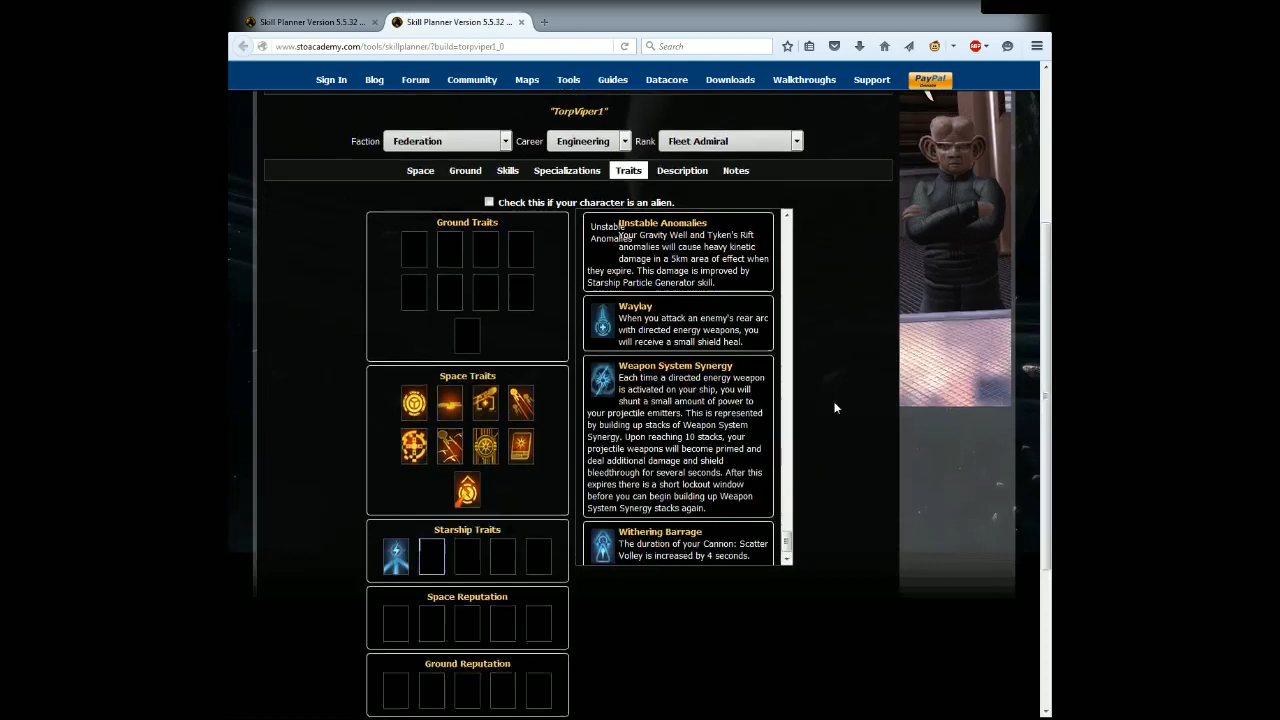 Skill Planner Version 5.5.32 ...
Skill Planner Version 5.5.32 ...
www.stoacademy.com/tools/skillplanner/?build=torpviper1_0
Search
ABP
Sign In Blog Forum Community Maps Tools Guides Datacore Downloads Walkthroughs Support PayPal Donate
"TorpViper1"
Faction Federation Career Engineering Rank Fleet Admiral
Space Ground Skills Specializations Traits Description Notes
Check this if your character is an alien.
Ground Traits
Space Traits
Starship Traits
Space Reputation
Ground Reputation
Unstable Anomalies
Unstable Anomalies
Your Gravity Well and Tyken's Rift
anomalies will cause heavy kinetic
damage in a 5km area of effect when
they expire. This damage is improved by
Starship Particle Generator skill.
Waylay
When you attack an enemy's rear arc
with directed energy weapons, you
will receive a small shield heal.
Weapon System Synergy
Each time a directed energy weapon
is activated on your ship, you will
shunt a small amount of power to
your projectile emitters. This is represented
by building up stacks of Weapon System
Synergy. Upon reaching 10 stacks, your
projectile weapons will become primed and
deal additional damage and shield
bleedthrough for several seconds. After this
expires there is a short lockout window
before you can begin building up Weapon
System Synergy stacks again.
Withering Barrage
The duration of your Cannon: Scatter
Volley is increased by 4 seconds.